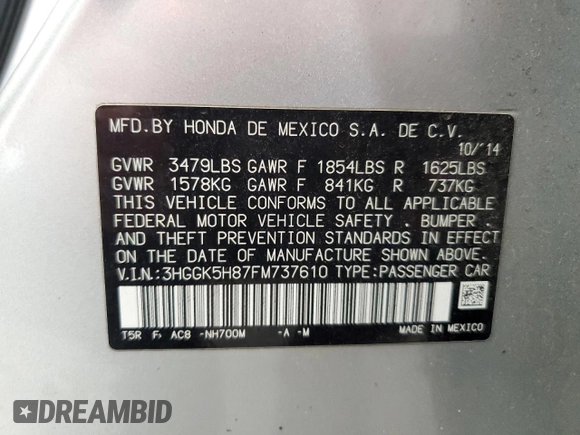 MFD.BY HONDA DE MEXICO S.A. DE C.V.
10/'14
GVWR 3479LBS GAWR F 1854LBS R 1625LBS
GVWR 1578KG GAWR F 841KG R 737KG
THIS VEHICLE CONFORMS TO ALL APPLICABLE
FEDERAL MOTOR VEHICLE SAFETY , BUMPER ,
AND THEFT PREVENTION STANDARDS IN EFFECT
ON THE DATE OF MANUFACTURE SHOWN ABOVE.
V.I.N.:3HGGK5H87FM737610 TYPE:PASSENGER CAR
T5R F, AC8 -NH700M -A -M MADE IN MEXICO
DREAMBID